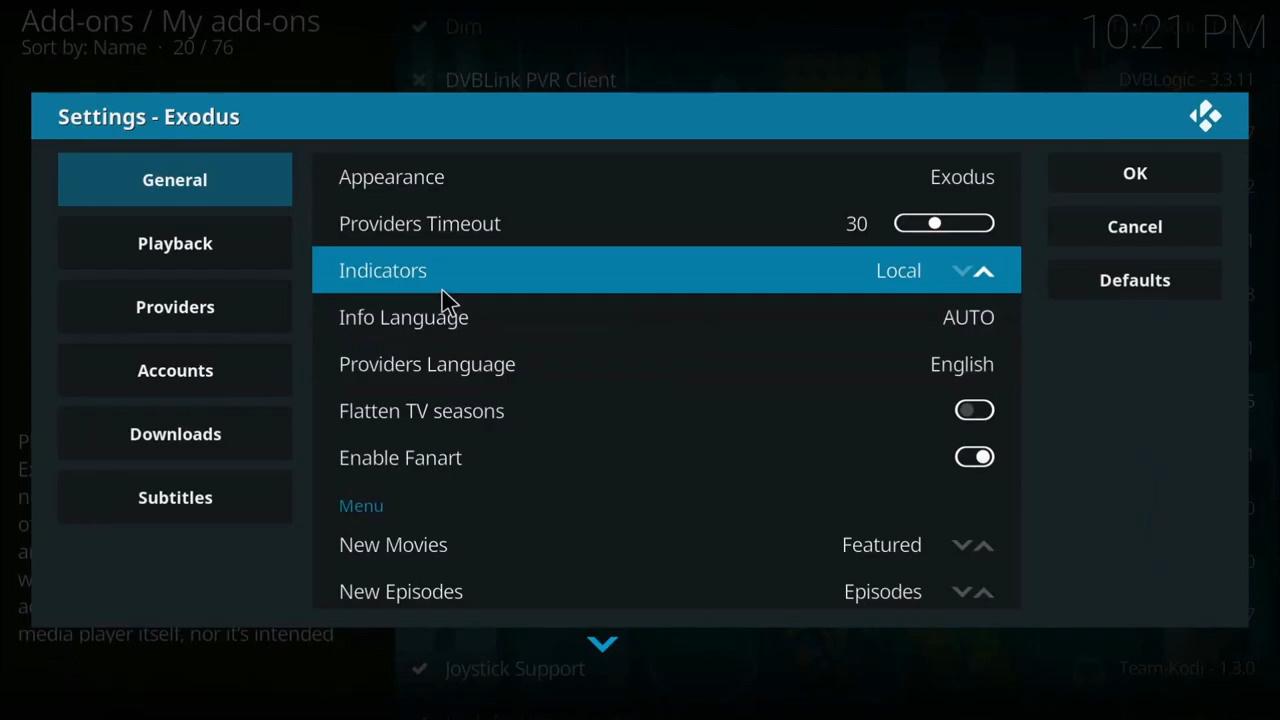 Add-ons / My add-ons
Sort by: Name · 20 / 76
10:21 PM
Dim
DVBLink PVR Client
DVBLogic - 3.3.11
Settings - Exodus
General
Playback
Providers
Accounts
Downloads
Subtitles
Appearance Exodus
Providers Timeout 30
Indicators Local
Info Language AUTO
Providers Language English
Flatten TV seasons
Enable Fanart
Menu
New Movies Featured
New Episodes Episodes
OK
Cancel
Defaults
media player itself, nor it's intended
Joystick Support
Team-Kodi - 1.3.0